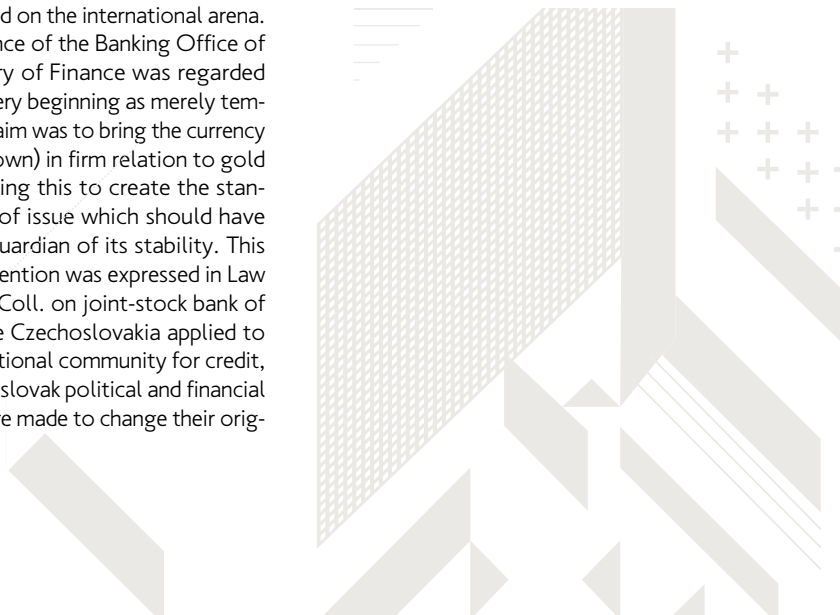 d on the international arena.
nce of the Banking Office of
ry of Finance was regarded
ery beginning as merely tem-
aim was to bring the currency
own) in firm relation to gold
ing this to create the stan-
of issue which should have
uardian of its stability. This
ention was expressed in Law
Coll. on joint-stock bank of
e Czechoslovakia applied to
tional community for credit,
slovak political and financial
re made to change their orig-